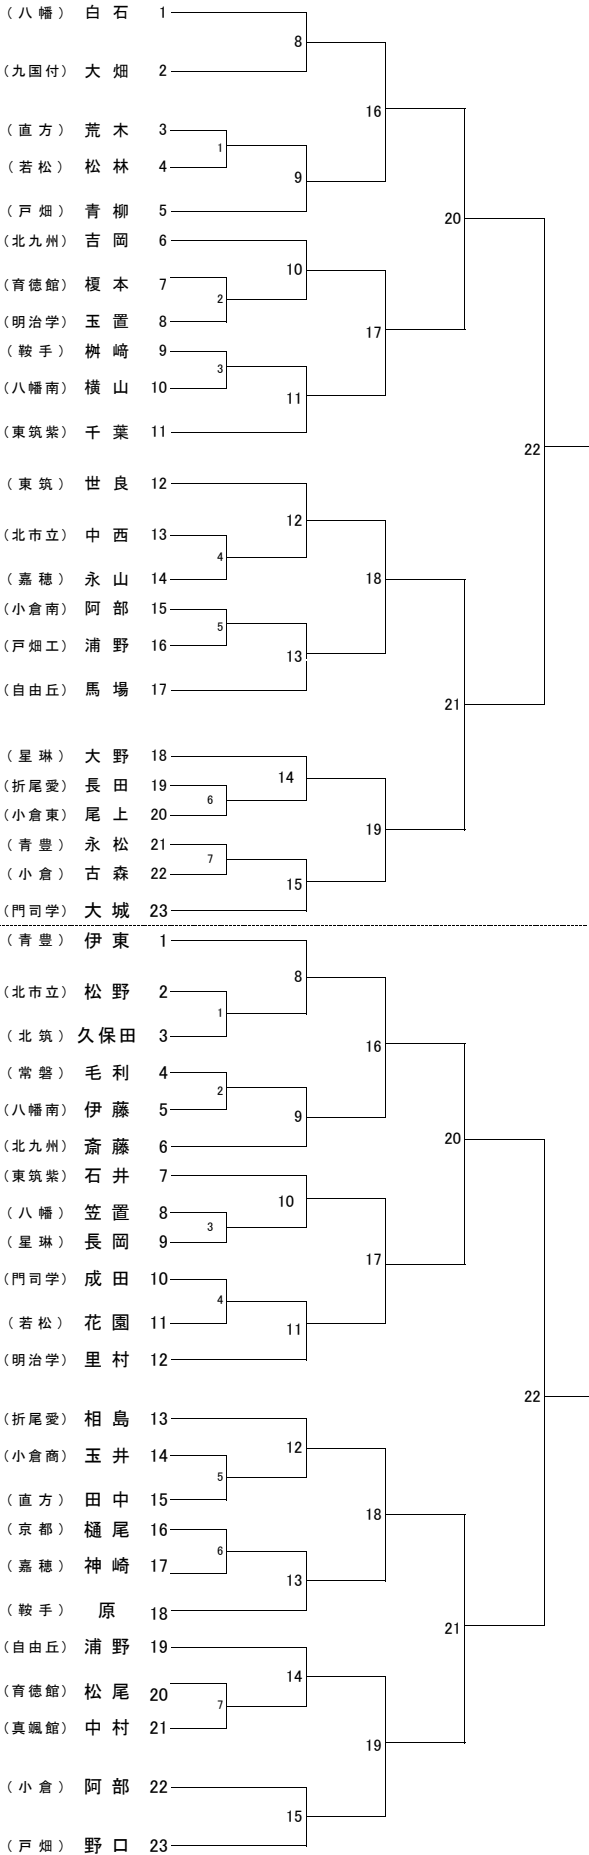 (八幡) 白石 1
8
(九国付) 大畑 2
16
(直方) 荒木 3
1
(若松) 松林 4
9
(戸畑) 青柳 5
20
(北九州) 吉岡 6
10
(育徳館) 榎本 7
2
(明治学) 玉置 8
17
(鞍手) 桝﨑 9
3
(八幡南) 横山 10
11
(東筑紫) 千葉 11
22
(東筑) 世良 12
12
(北市立) 中西 13
4
(嘉穂) 永山 14
18
(小倉南) 阿部 15
5
(戸畑工) 浦野 16
13
(自由丘) 馬場 17
21
(星琳) 大野 18
14
(折尾愛) 長田 19
6
(小倉東) 尾上 20
19
(青豊) 永松 21
7
(小倉) 古森 22
15
(門司学) 大城 23
(青豊) 伊東 1
8
(北市立) 松野 2
1
(北筑) 久保田 3
16
(常磐) 毛利 4
2
(八幡南) 伊藤 5
9
(北九州) 斎藤 6
20
(東筑紫) 石井 7
10
(八幡) 笠置 8
3
(星琳) 長岡 9
17
(門司学) 成田 10
4
(若松) 花園 11
11
(明治学) 里村 12
22
(折尾愛) 相島 13
12
(小倉商) 玉井 14
5
(直方) 田中 15
18
(京都) 樋尾 16
6
(嘉穂) 神崎 17
13
(鞍手) 原 18
21
(自由丘) 浦野 19
14
(育徳館) 松尾 20
7
(真颯館) 中村 21
19
(小倉) 阿部 22
15
(戸畑) 野口 23